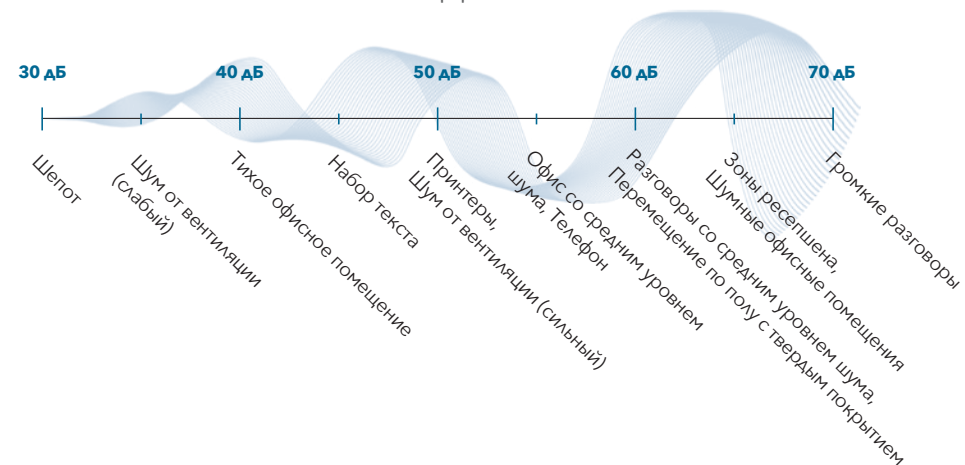 30 дБ
40 дБ
50 дБ
60 дБ
70 дБ
Шепот
Шум от вентиляции
(слабый)
Тихое офисное помещение
Набор текста
Принтеры,
Шум от вентиляции (сильный)
Офис со средним уровнем
шума, Телефон
Разговоры со средним уровнем шума,
Перемещение по полу с твердым покрытием
Зоны ресепшена,
Шумные офисные помещения
Громкие разговоры